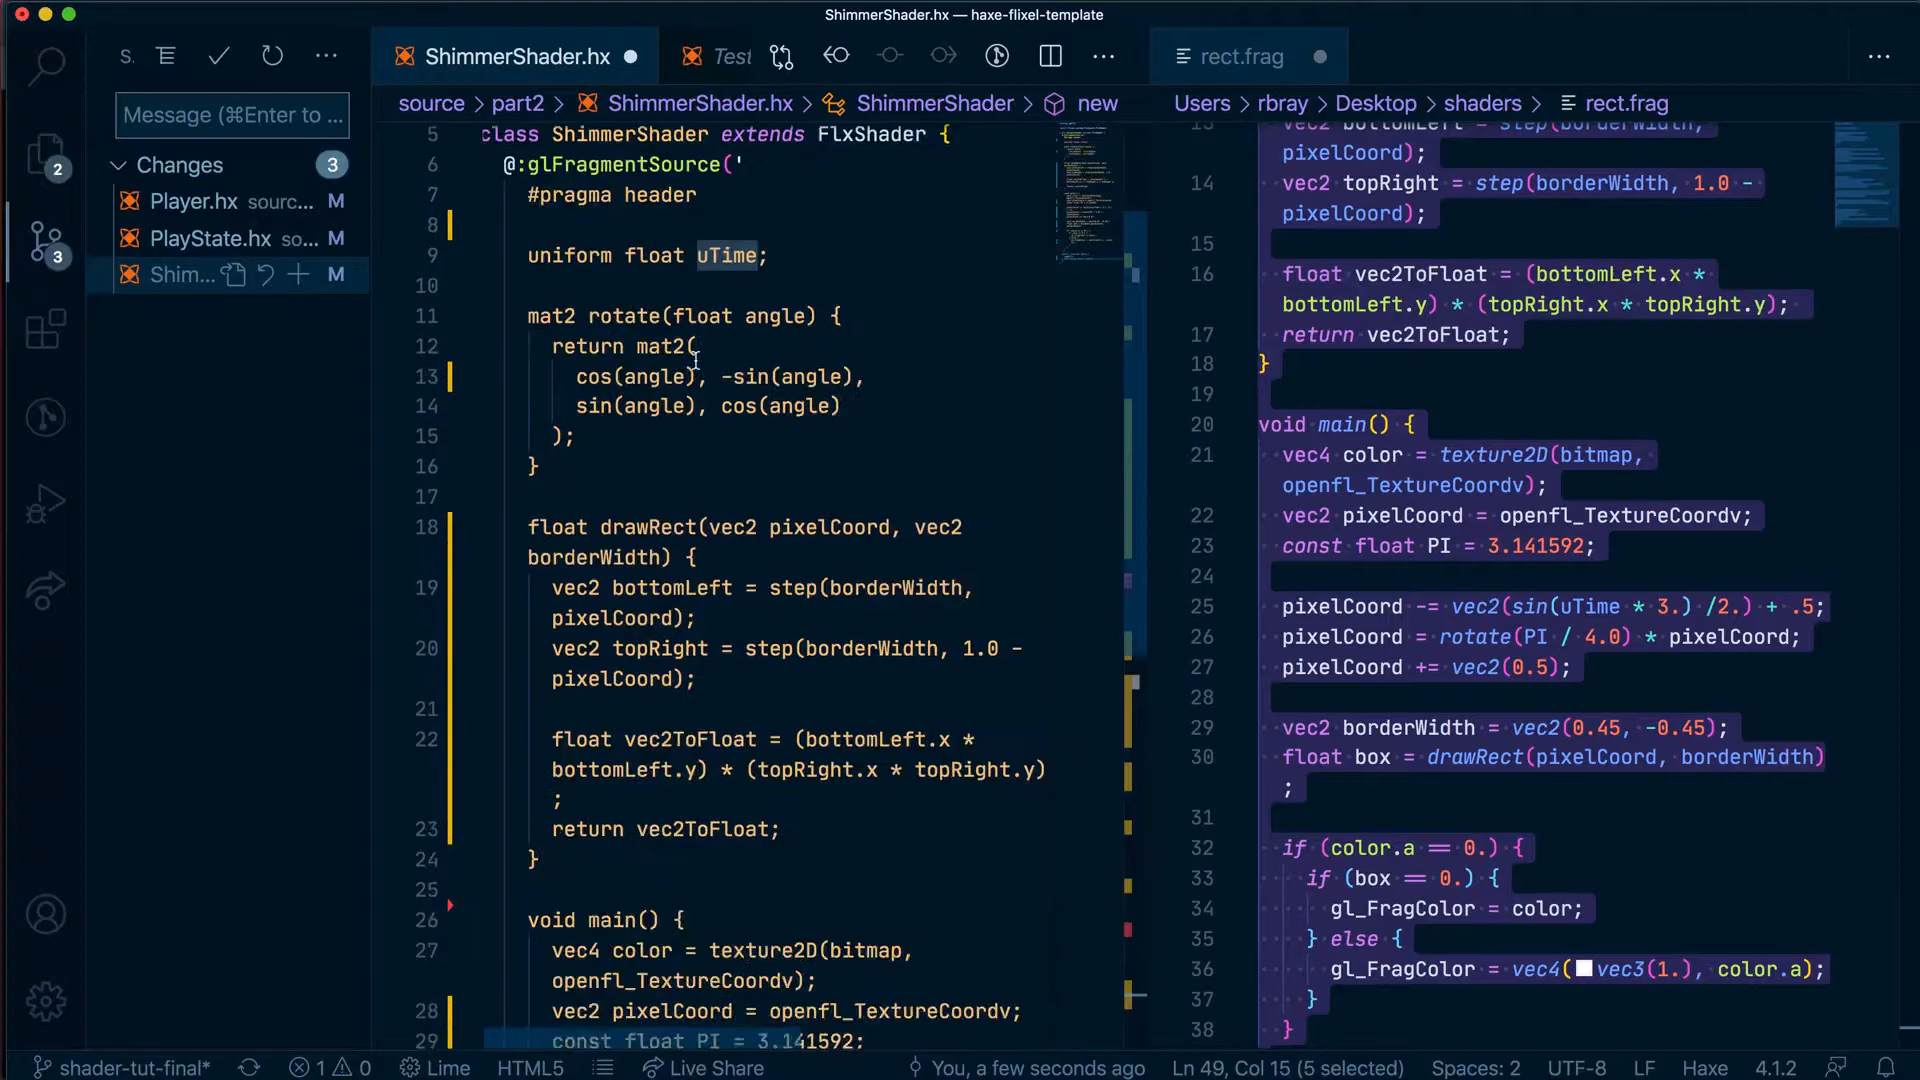 ShimmerShader.hx — haxe-flixel-template
S.
Message (⌘Enter to ...
Changes 3
Player.hx sourc... M
PlayState.hx so... M
Shim... M
2
3
ShimmerShader.hx
Test
rect.frag
source > part2 > ShimmerShader.hx > ShimmerShader > new
Users > rbray > Desktop > shaders > rect.frag
5 class ShimmerShader extends FlxShader {
6 @:glFragmentSource('
7 #pragma header
8
9 uniform float uTime;
10
11 mat2 rotate(float angle) {
12 return mat2(
13 cos(angle), -sin(angle),
14 sin(angle), cos(angle)
15 );
16 }
17
18 float drawRect(vec2 pixelCoord, vec2
borderWidth) {
19 vec2 bottomLeft = step(borderWidth,
pixelCoord);
20 vec2 topRight = step(borderWidth, 1.0 -
pixelCoord);
21
22 float vec2ToFloat = (bottomLeft.x *
bottomLeft.y) * (topRight.x * topRight.y)
;
23 return vec2ToFloat;
24 }
25
26 void main() {
27 vec4 color = texture2D(bitmap,
openfl_TextureCoordv);
28 vec2 pixelCoord = openfl_TextureCoordv;
29 const float PI = 3.141592;
13 vec2 bottomLeft = step(borderWidth,
pixelCoord);
14 vec2 topRight = step(borderWidth, 1.0 -
pixelCoord);
15
16 float vec2ToFloat = (bottomLeft.x *
bottomLeft.y) * (topRight.x * topRight.y);
17 return vec2ToFloat;
18 }
19
20 void main() {
21 vec4 color = texture2D(bitmap,
openfl_TextureCoordv);
22 vec2 pixelCoord = openfl_TextureCoordv;
23 const float PI = 3.141592;
24
25 pixelCoord -= vec2(sin(uTime * 3.) /2.) + .5;
26 pixelCoord = rotate(PI / 4.0) * pixelCoord;
27 pixelCoord += vec2(0.5);
28
29 vec2 borderWidth = vec2(0.45, -0.45);
30 float box = drawRect(pixelCoord, borderWidth)
;
31
32 if (color.a == 0.) {
33 if (box == 0.) {
34 gl_FragColor = color;
35 } else {
36 gl_FragColor = vec4(vec3(1.), color.a);
37 }
38 }
shader-tut-final* 1 0 Lime HTML5 Live Share You, a few seconds ago Ln 49, Col 15 (5 selected) Spaces: 2 UTF-8 LF Haxe 4.1.2